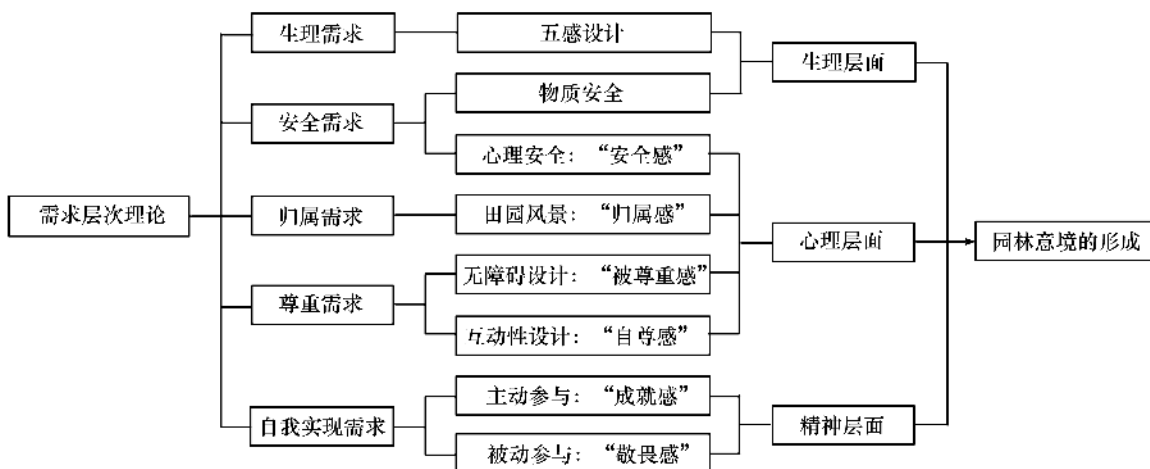 生理需求
五感设计
生理层面
物质安全
安全需求
心理安全：“安全感”
需求层次理论
归属需求
田园风景：“归属感”
心理层面
园林意境的形成
无障碍设计：“被尊重感”
尊重需求
互动性设计：“自尊感”
主动参与：“成就感”
自我实现需求
精神层面
被动参与：“敬畏感”